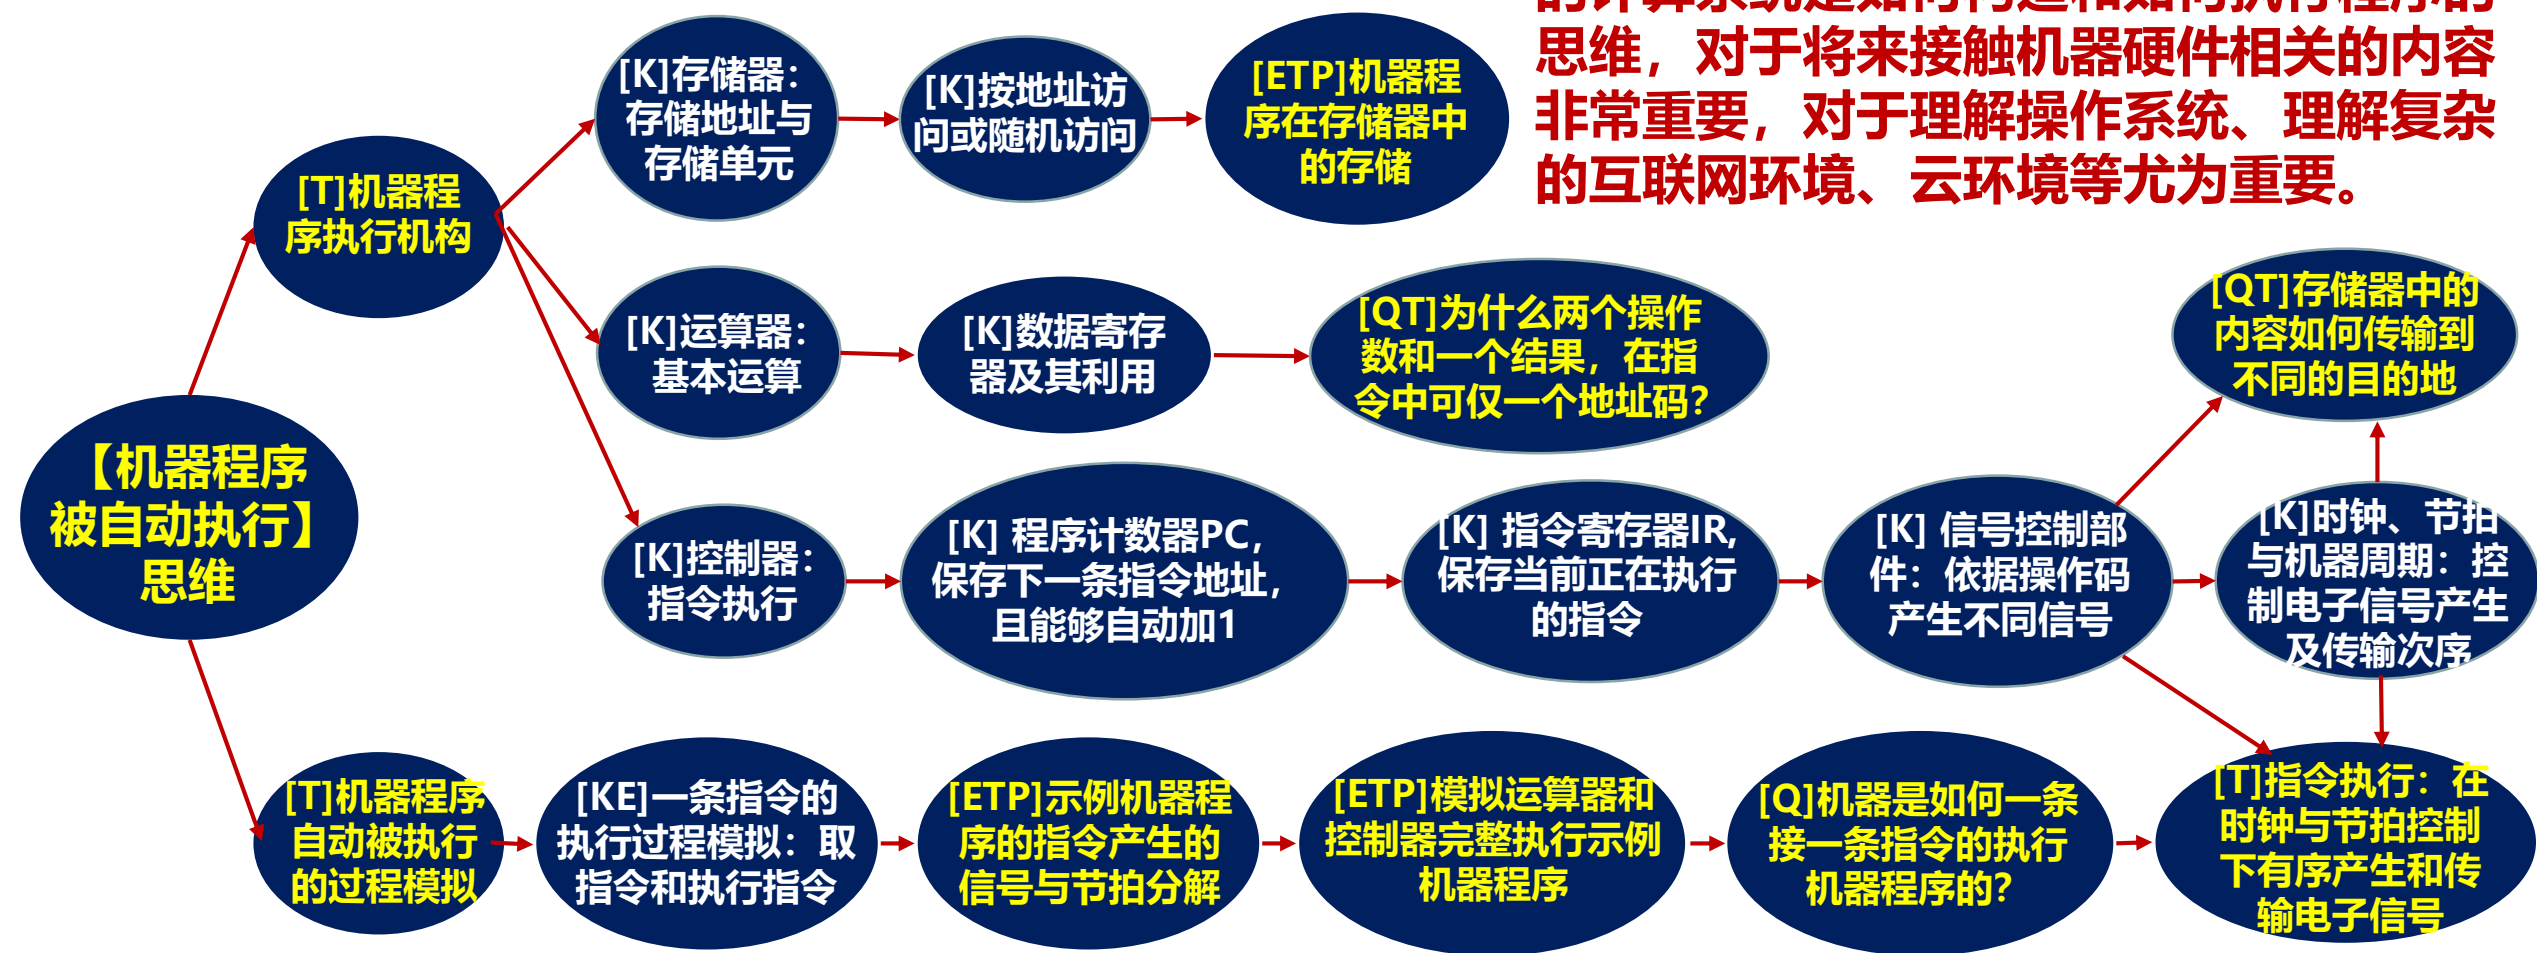 的计算系统是如何构造和如何执行程序的
思维，对于将来接触机器硬件相关的内容
非常重要，对于理解操作系统、理解复杂
的互联网环境、云环境等尤为重要。
[K]存储器：
存储地址与
存储单元
[K]按地址访
问或随机访问
[ETP]机器程
序在存储器中
的存储
[T]机器程
序执行机构
[K]运算器：
基本运算
[K]数据寄存
器及其利用
[QT]为什么两个操作
数和一个结果，在指
令中可仅一个地址码？
[QT]存储器中的
内容如何传输到
不同的目的地
【机器程序
被自动执行】
思维
[K]控制器：
指令执行
[K] 程序计数器PC，
保存下一条指令地址，
且能够自动加1
[K] 指令寄存器IR,
保存当前正在执行
的指令
[K] 信号控制部
件：依据操作码
产生不同信号
[K]时钟、节拍
与机器周期：控
制电子信号产生
及传输次序
[T]机器程序
自动被执行
的过程模拟
[KE]一条指令的
执行过程模拟：取
指令和执行指令
[ETP]示例机器程
序的指令产生的
信号与节拍分解
[ETP]模拟运算器和
控制器完整执行示例
机器程序
[Q]机器是如何一条
接一条指令的执行
机器程序的？
[T]指令执行：在
时钟与节拍控制
下有序产生和传
输电子信号